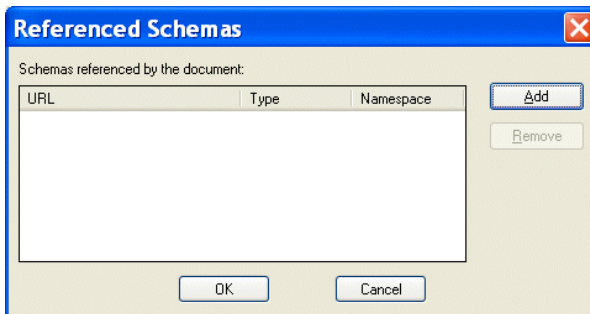 Referenced Schemas
Schemas referenced by the document:
URL Type Namespace
Add
Remove
OK Cancel